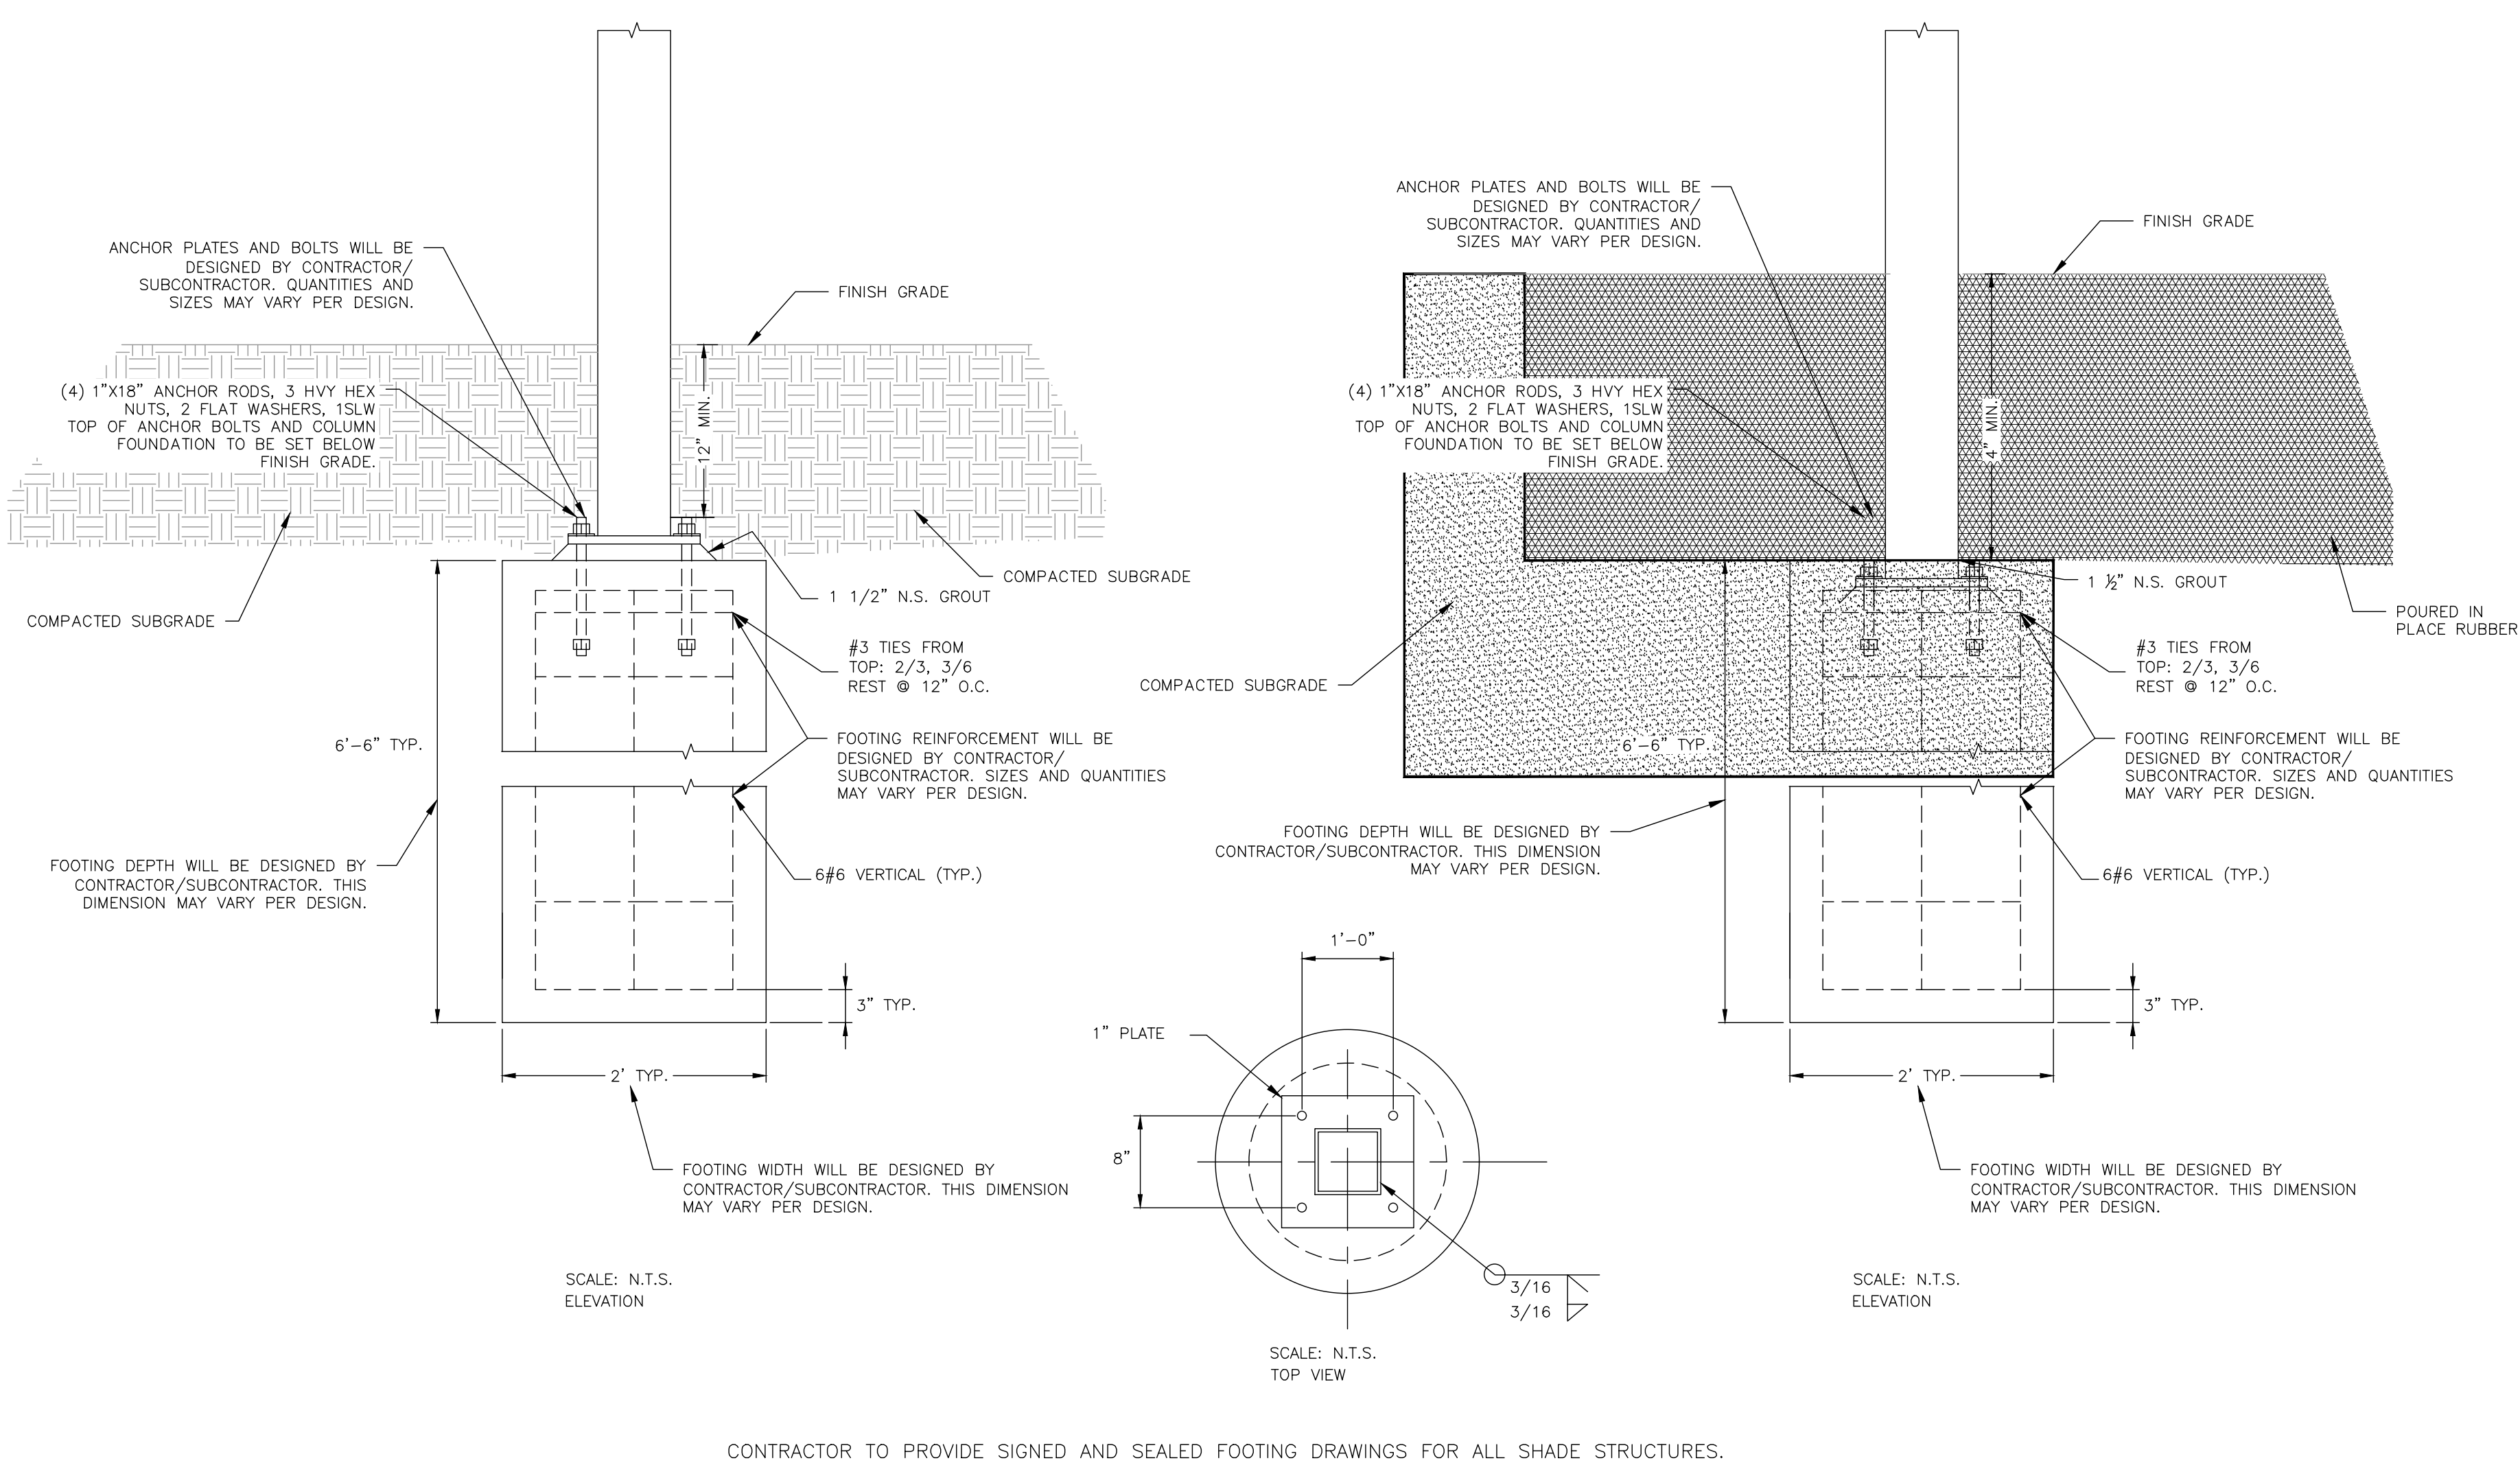 ANCHOR PLATES AND BOLTS WILL BE
DESIGNED BY CONTRACTOR/
SUBCONTRACTOR. QUANTITIES AND
SIZES MAY VARY PER DESIGN.
FINISH GRADE
(4) 1”X18” ANCHOR RODS, 3 HVY HEX
NUTS, 2 FLAT WASHERS, 1SLW
TOP OF ANCHOR BOLTS AND COLUMN
FOUNDATION TO BE SET BELOW
FINISH GRADE.
12” MIN.
COMPACTED SUBGRADE
1 1/2” N.S. GROUT
COMPACTED SUBGRADE
#3 TIES FROM
TOP: 2/3, 3/6
REST @ 12” O.C.
6’-6” TYP.
FOOTING REINFORCEMENT WILL BE
DESIGNED BY CONTRACTOR/
SUBCONTRACTOR. SIZES AND QUANTITIES
MAY VARY PER DESIGN.
FOOTING DEPTH WILL BE DESIGNED BY
CONTRACTOR/SUBCONTRACTOR. THIS
DIMENSION MAY VARY PER DESIGN.
6#6 VERTICAL (TYP.)
3” TYP.
2’ TYP.
FOOTING WIDTH WILL BE DESIGNED BY
CONTRACTOR/SUBCONTRACTOR. THIS DIMENSION
MAY VARY PER DESIGN.
SCALE: N.T.S.
ELEVATION
1’-0”
1” PLATE
8”
3/16
3/16
SCALE: N.T.S.
TOP VIEW
ANCHOR PLATES AND BOLTS WILL BE
DESIGNED BY CONTRACTOR/
SUBCONTRACTOR. QUANTITIES AND
SIZES MAY VARY PER DESIGN.
FINISH GRADE
(4) 1”X18” ANCHOR RODS, 3 HVY HEX
NUTS, 2 FLAT WASHERS, 1SLW
TOP OF ANCHOR BOLTS AND COLUMN
FOUNDATION TO BE SET BELOW
FINISH GRADE.
4” MIN.
1 ½” N.S. GROUT
POURED IN
PLACE RUBBER
#3 TIES FROM
TOP: 2/3, 3/6
REST @ 12” O.C.
COMPACTED SUBGRADE
6’-6” TYP.
FOOTING REINFORCEMENT WILL BE
DESIGNED BY CONTRACTOR/
SUBCONTRACTOR. SIZES AND QUANTITIES
MAY VARY PER DESIGN.
FOOTING DEPTH WILL BE DESIGNED BY
CONTRACTOR/SUBCONTRACTOR. THIS DIMENSION
MAY VARY PER DESIGN.
6#6 VERTICAL (TYP.)
3” TYP.
2’ TYP.
FOOTING WIDTH WILL BE DESIGNED BY
CONTRACTOR/SUBCONTRACTOR. THIS DIMENSION
MAY VARY PER DESIGN.
SCALE: N.T.S.
ELEVATION
CONTRACTOR TO PROVIDE SIGNED AND SEALED FOOTING DRAWINGS FOR ALL SHADE STRUCTURES.